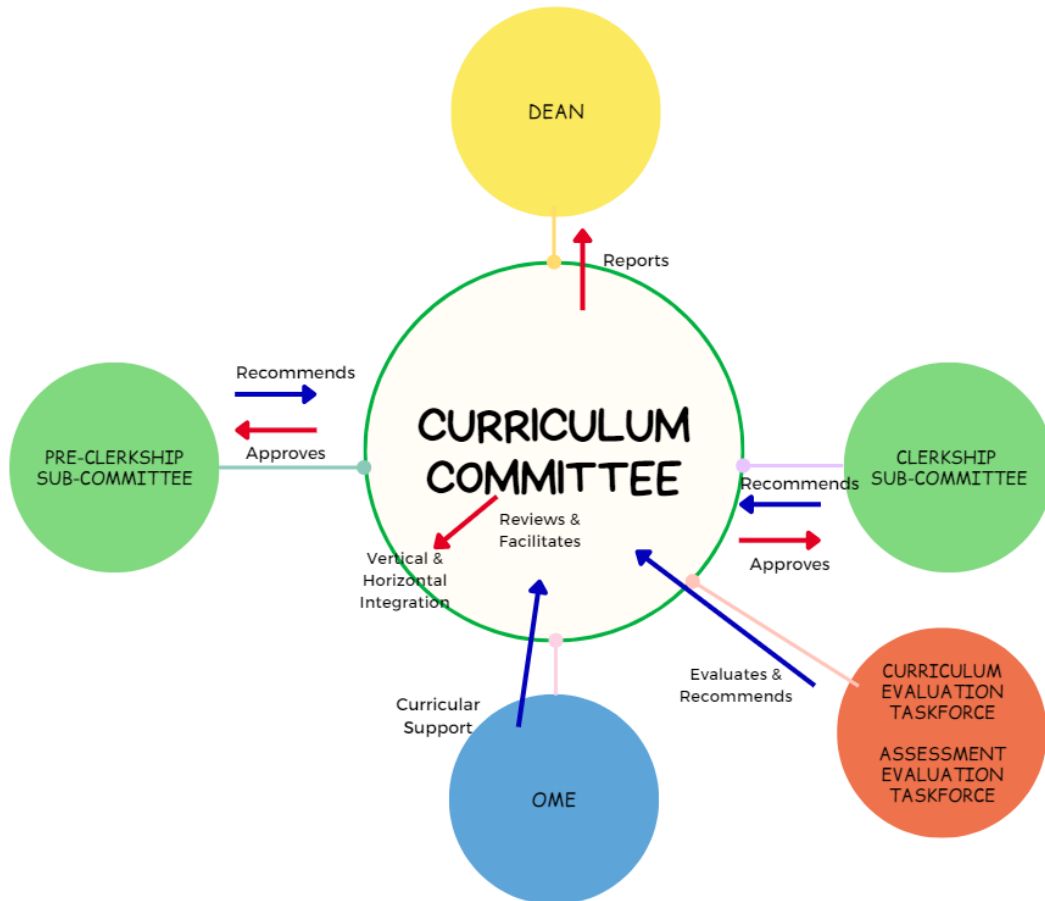 DEAN
Reports
Recommends
Approves
PRE-CLERKSHIP
SUB-COMMITTEE
CURRICULUM
COMMITTEE
CLERKSHIP
SUB-COMMITTEE
Recommends
Approves
Reviews &
Facilitates
Vertical &
Horizontal
Integration
Evaluates &
Recommends
CURRICULUM
EVALUATION
TASKFORCE
ASSESSMENT
EVALUATION
TASKFORCE
Curricular
Support
OME